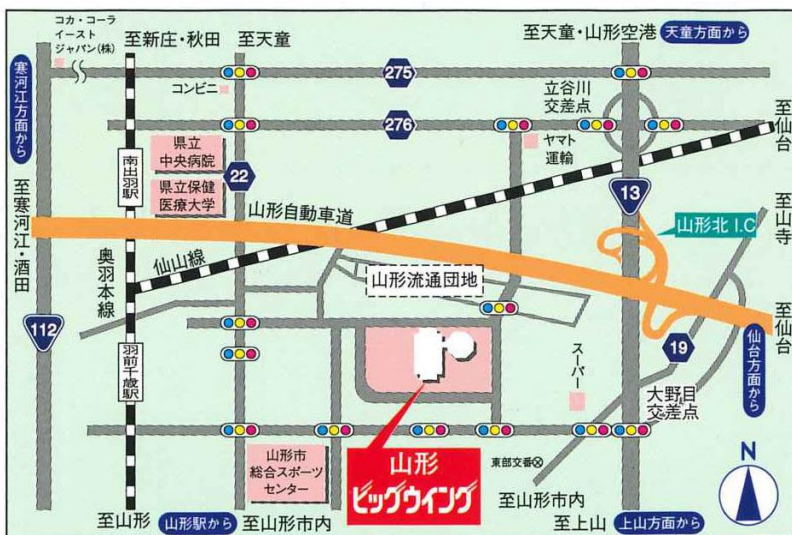 コカ・コーラ
イースト
ジャパン(株)
至新庄・秋田
至天童
至天童・山形空港
天童方面から
寒河江方面から
コンビニ
275
立谷川
交差点
276
至仙台
県立
中央病院
ヤマト
運輸
南出羽駅
22
県立保健
医療大学
13
至山寺
至寒河江・酒田
山形自動車道
山形北 I.C
奥羽本線
仙山線
山形流通団地
至仙台
112
19
仙台方面から
羽前千歳駅
スーパー
大野目
交差点
山形市
総合スポーツ
センター
山形
ビッグウイング
東部交番
N
至山形市内
至山形
山形駅から
至山形市内
至上山
上山方面から